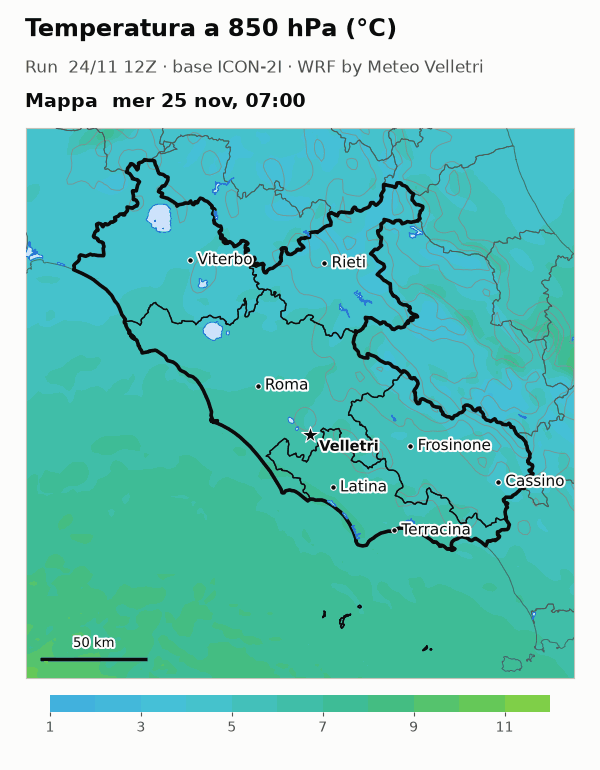 Temperatura a 850 hPa (°C)
Run  24/11 12Z · base ICON-2I · WRF by Meteo Velletri
Mappa  mer 25 nov, 07:00
Viterbo
Rieti
Roma
Velletri
Frosinone
Cassino
Latina
Terracina
50 km
1 3 5 7 9 11